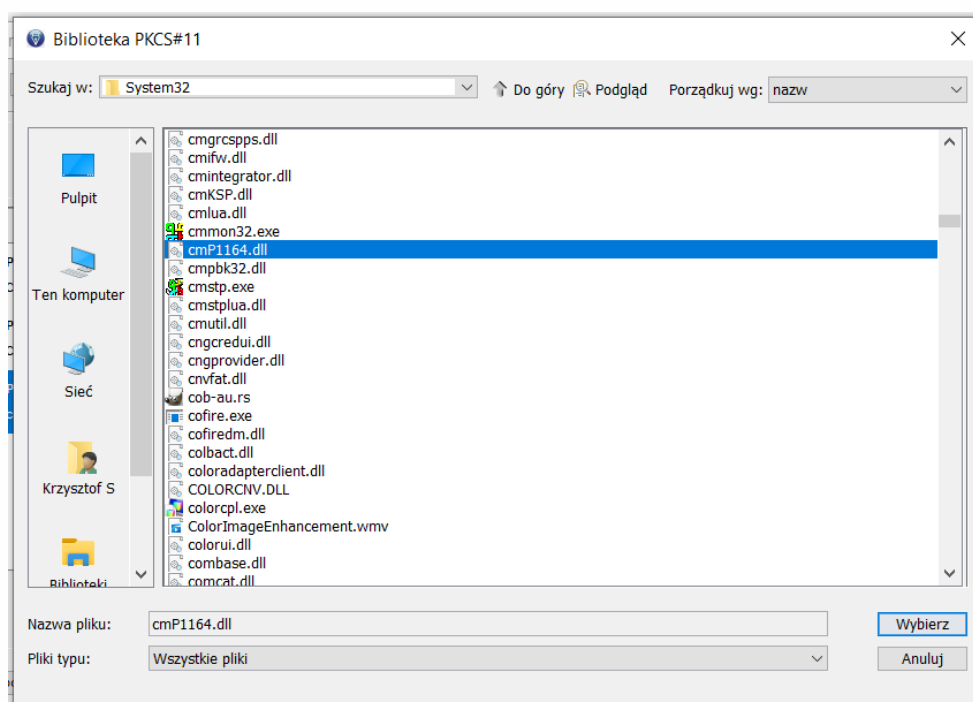 Biblioteka PKCS#11
Szukaj w: System32 Do góry Podgląd Porządkuj wg: nazw
Pulpit
Ten komputer
Sieć
Krzysztof S
Biblioteki
cmgrcspps.dll
cmifw.dll
cmintegrator.dll
cmKSP.dll
cmlua.dll
cmmon32.exe
cmP1164.dll
cmpbk32.dll
cmstp.exe
cmstplua.dll
cmutil.dll
cngcredui.dll
cngprovider.dll
cnvfat.dll
cob-au.rs
cofire.exe
cofiredm.dll
colbact.dll
coloradapterclient.dll
COLORCNV.DLL
colorcpl.exe
ColorImageEnhancement.wmv
colorui.dll
combase.dll
comcat.dll
Nazwa pliku: cmP1164.dll Wybierz
Pliki typu: Wszystkie pliki Anuluj